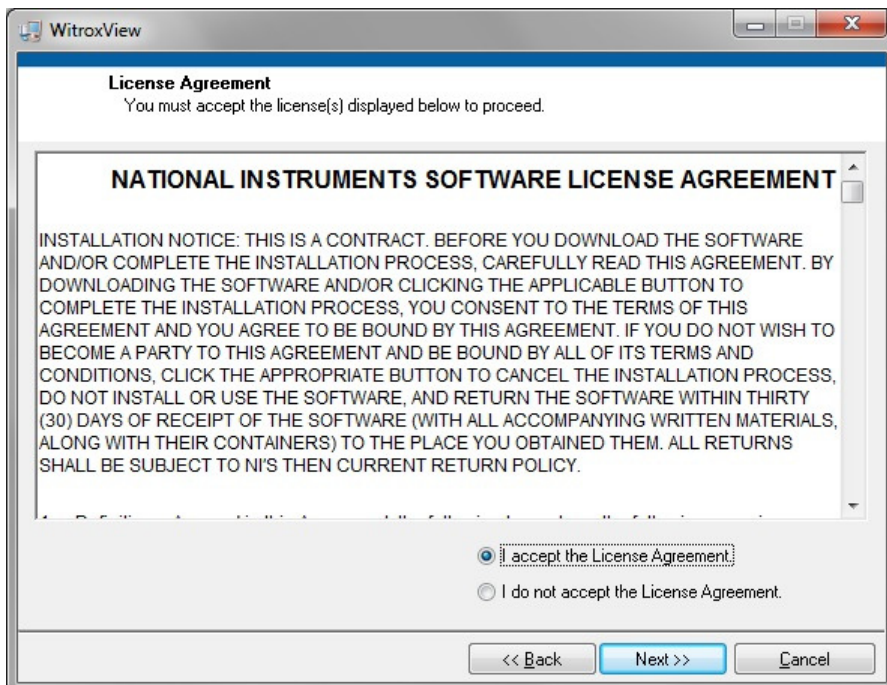 WitroxView
License Agreement
You must accept the license(s) displayed below to proceed.
NATIONAL INSTRUMENTS SOFTWARE LICENSE AGREEMENT
INSTALLATION NOTICE: THIS IS A CONTRACT. BEFORE YOU DOWNLOAD THE SOFTWARE
AND/OR COMPLETE THE INSTALLATION PROCESS, CAREFULLY READ THIS AGREEMENT. BY
DOWNLOADING THE SOFTWARE AND/OR CLICKING THE APPLICABLE BUTTON TO
COMPLETE THE INSTALLATION PROCESS, YOU CONSENT TO THE TERMS OF THIS
AGREEMENT AND YOU AGREE TO BE BOUND BY THIS AGREEMENT. IF YOU DO NOT WISH TO
BECOME A PARTY TO THIS AGREEMENT AND BE BOUND BY ALL OF ITS TERMS AND
CONDITIONS, CLICK THE APPROPRIATE BUTTON TO CANCEL THE INSTALLATION PROCESS,
DO NOT INSTALL OR USE THE SOFTWARE, AND RETURN THE SOFTWARE WITHIN THIRTY
(30) DAYS OF RECEIPT OF THE SOFTWARE (WITH ALL ACCOMPANYING WRITTEN MATERIALS,
ALONG WITH THEIR CONTAINERS) TO THE PLACE YOU OBTAINED THEM. ALL RETURNS
SHALL BE SUBJECT TO NI'S THEN CURRENT RETURN POLICY.
I accept the License Agreement.
I do not accept the License Agreement.
<< Back
Next >>
Cancel